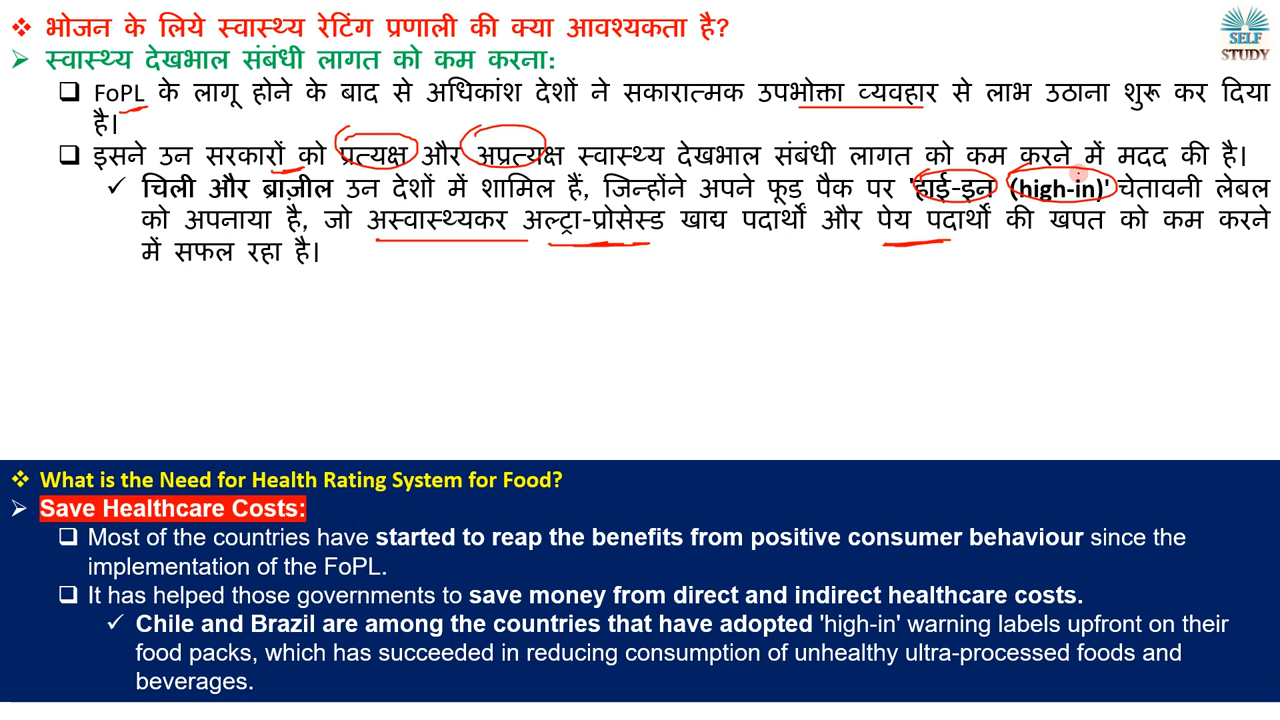 ❖ भोजन के लिये स्वास्थ्य रेटिंग प्रणाली की क्या आवश्यकता है?
SELF
STUDY
➢ स्वास्थ्य देखभाल संबंधी लागत को कम करना:
❑ FoPL के लागू होने के बाद से अधिकांश देशों ने सकारात्मक उपभोक्ता व्यवहार से लाभ उठाना शुरू कर दिया
है।
❑ इसने उन सरकारों को प्रत्यक्ष और अप्रत्यक्ष स्वास्थ्य देखभाल संबंधी लागत को कम करने में मदद की है।
✓ चिली और ब्राज़ील उन देशों में शामिल हैं, जिन्होंने अपने फूड पैक पर 'हाई-इन (high-in)' चेतावनी लेबल
को अपनाया है, जो अस्वास्थ्यकर अल्ट्रा-प्रोसेस्ड खाद्य पदार्थों और पेय पदार्थों की खपत को कम करने
में सफल रहा है।
❖ What is the Need for Health Rating System for Food?
➢ Save Healthcare Costs:
❑ Most of the countries have started to reap the benefits from positive consumer behaviour since the
implementation of the FoPL.
❑ It has helped those governments to save money from direct and indirect healthcare costs.
✓ Chile and Brazil are among the countries that have adopted 'high-in' warning labels upfront on their
food packs, which has succeeded in reducing consumption of unhealthy ultra-processed foods and
beverages.